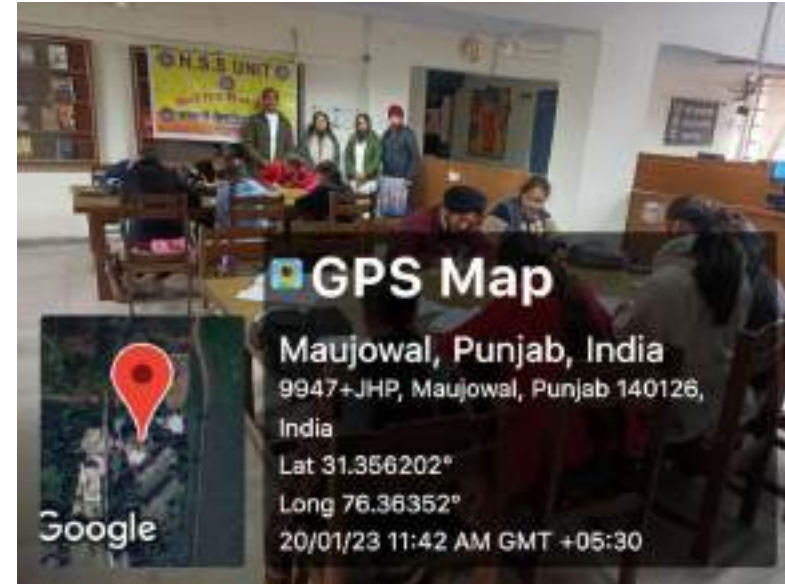 N.S.S UNIT
GPS Map
Maujowal, Punjab, India
9947+JHP, Maujowal, Punjab 140126,
India
Lat 31.356202°
Long 76.36352°
20/01/23 11:42 AM GMT +05:30
Google